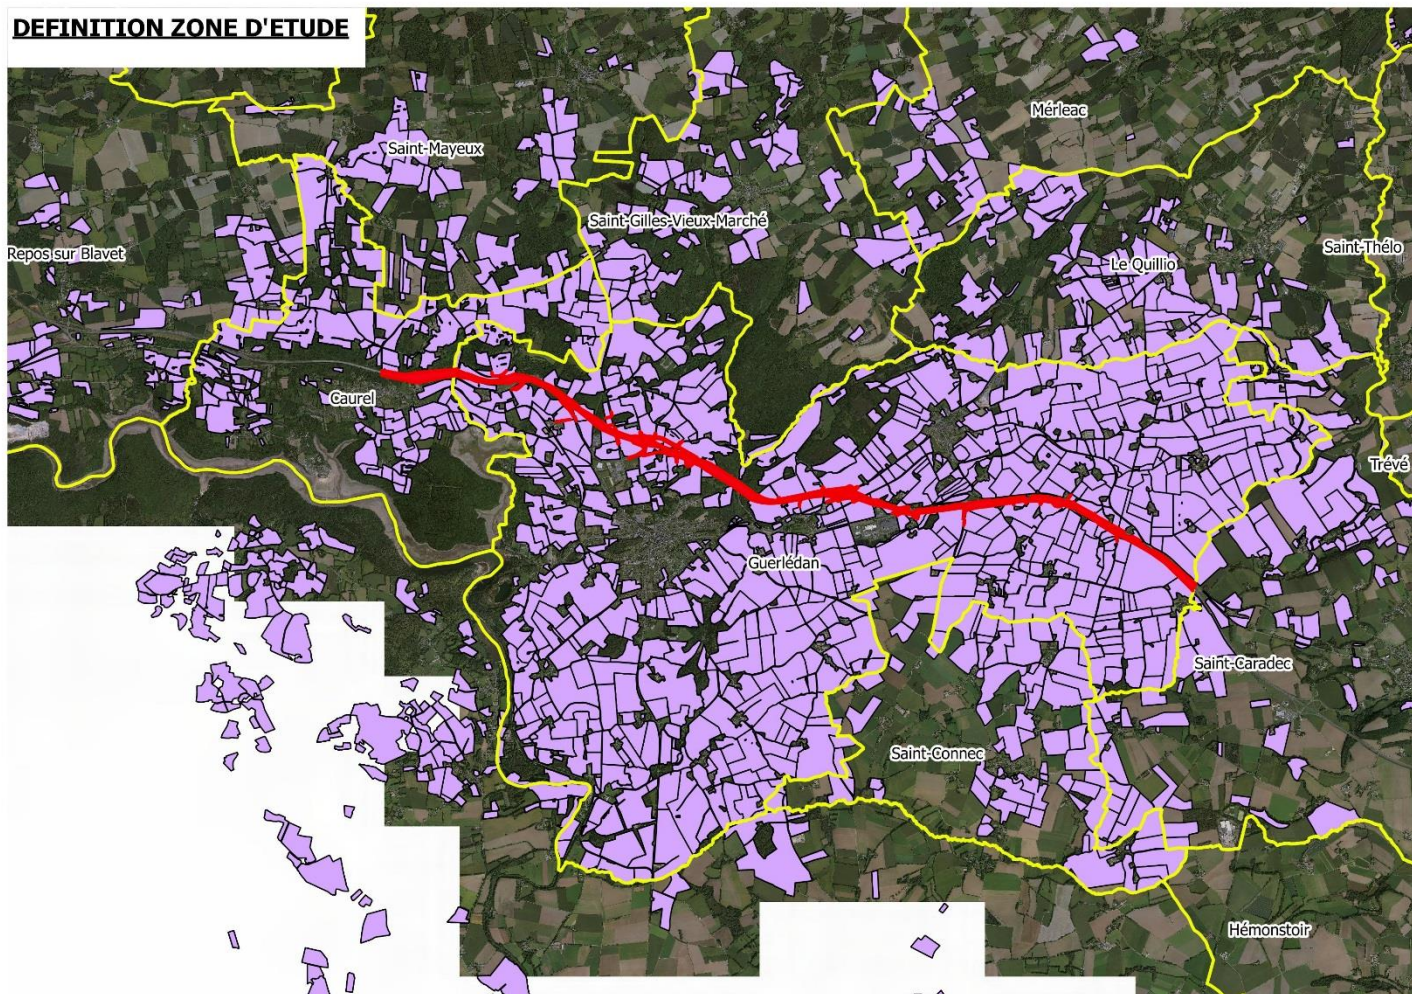 DEFINITION ZONE D'ETUDE
Mérleac
Saint-Mayeux
Saint-Gilles-Vieux-Marché
Saint-Thélo
Repos sur Blavet
Le Quillio
Caurel
Trévé
Guerlédan
Saint-Caradec
Saint-Connec
Hémonstoir